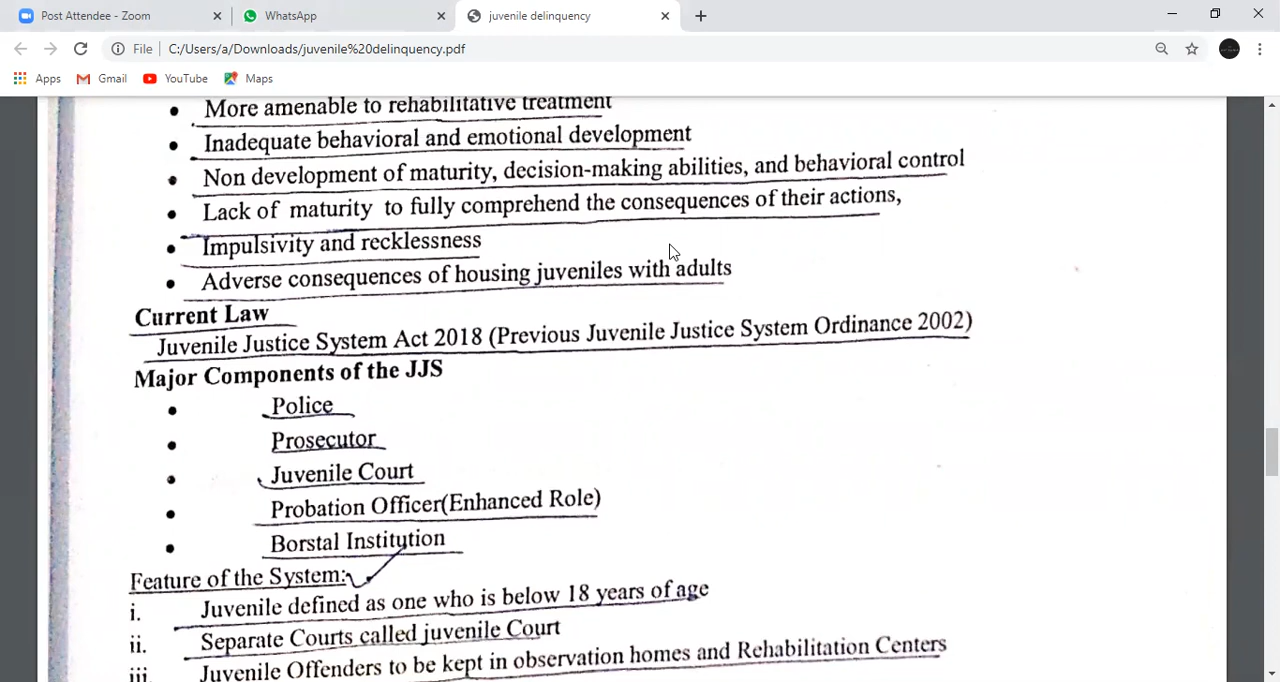 Post Attendee - Zoom
WhatsApp
juvenile delinquency
File C:/Users/a/Downloads/juvenile%20delinquency.pdf
Apps Gmail YouTube Maps
• More amenable to rehabilitative treatment
• Inadequate behavioral and emotional development
• Non development of maturity, decision-making abilities, and behavioral control
• Lack of maturity to fully comprehend the consequences of their actions,
• Impulsivity and recklessness
• Adverse consequences of housing juveniles with adults
Current Law
Juvenile Justice System Act 2018 (Previous Juvenile Justice System Ordinance 2002)
Major Components of the JJS
• Police
• Prosecutor
• Juvenile Court
• Probation Officer(Enhanced Role)
• Borstal Institution
Feature of the System:
i. Juvenile defined as one who is below 18 years of age
ii. Separate Courts called juvenile Court
iii. Juvenile Offenders to be kept in observation homes and Rehabilitation Centers